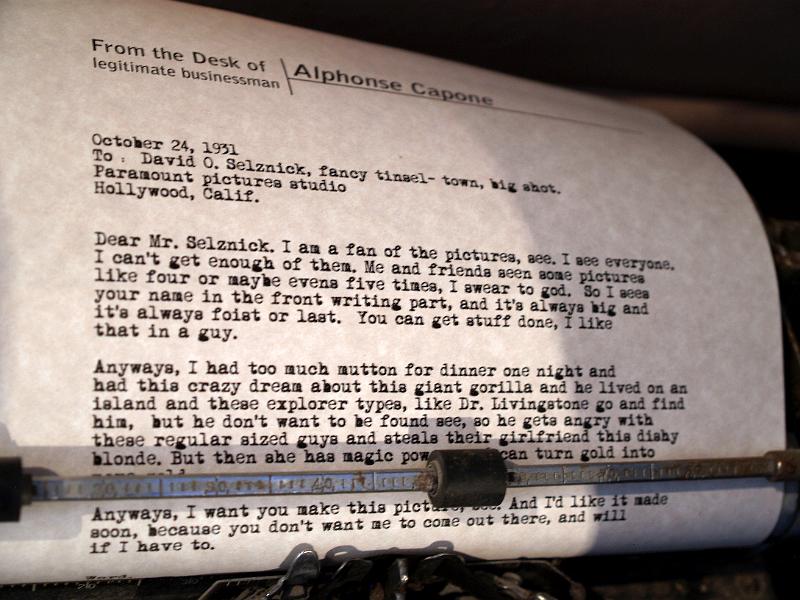 From the Desk of
legitimate businessman
Alphonse Capone
October 24, 1931
To : David O. Selznick, fancy tinsel- town, big shot.
Paramount pictures studio
Hollywood, Calif.
Dear Mr. Selznick. I am a fan of the pictures, see. I see everyone.
I can't get enough of them. Me and friends seen some pictures
like four or maybe evens five times, I swear to god. So I sees
your name in the front writing part, and it's always big and
it's always foist or last. You can get stuff done, I like
that in a guy.
Anyways, I had too much mutton for dinner one night and
had this crazy dream about this giant gorilla and he lived on an
island and these explorer types, like Dr. Livingstone go and find
him, but he don't want to be found see, so he gets angry with
these regular sized guys and steals their girlfriend this dishy
blonde. But then she has magic can turn gold into
Anyways, I want you make this picture, see. And I'd like it made
soon, because you don't want me to come out there, and will
if I have to.